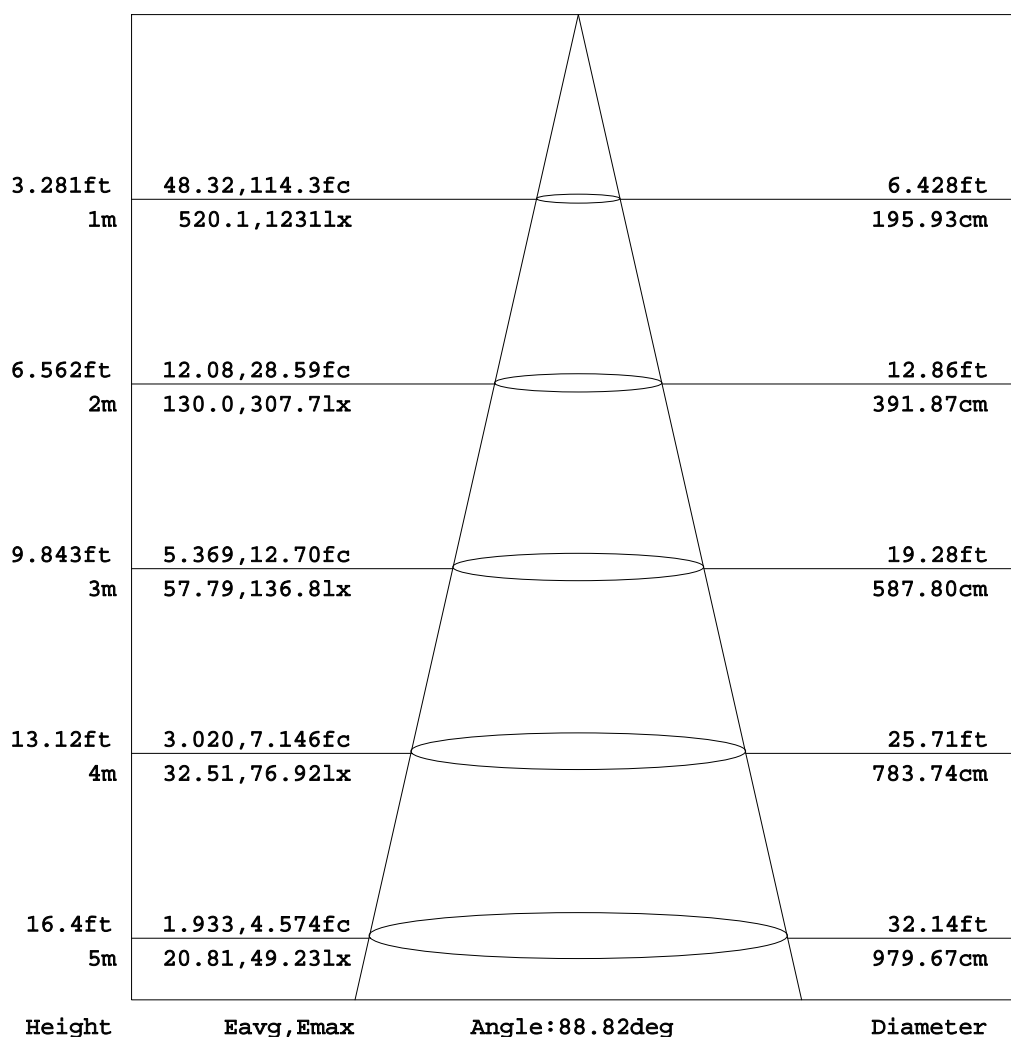 3.281ft 48.32,114.3fc 6.428ft
1m 520.1,1231lx 195.93cm
6.562ft 12.08,28.59fc 12.86ft
2m 130.0,307.7lx 391.87cm
9.843ft 5.369,12.70fc 19.28ft
3m 57.79,136.8lx 587.80cm
13.12ft 3.020,7.146fc 25.71ft
4m 32.51,76.92lx 783.74cm
16.4ft 1.933,4.574fc 32.14ft
5m 20.81,49.23lx 979.67cm
Height Eavg,Emax Angle:88.82deg Diameter